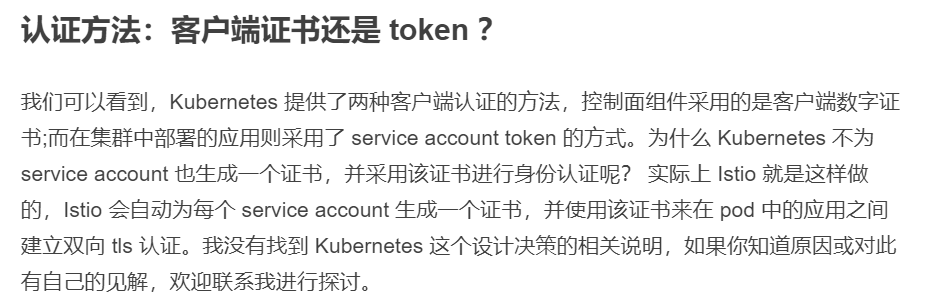 认证方法：客户端证书还是 token ？
我们可以看到，Kubernetes 提供了两种客户端认证的方法，控制面组件采用的是客户端数字证
书;而在集群中部署的应用则采用了 service account token 的方式。为什么 Kubernetes 不为
service account 也生成一个证书，并采用该证书进行身份认证呢？ 实际上 Istio 就是这样做
的，Istio 会自动为每个 service account 生成一个证书，并使用该证书来在 pod 中的应用之间
建立双向 tls 认证。我没有找到 Kubernetes 这个设计决策的相关说明，如果你知道原因或对此
有自己的见解，欢迎联系我进行探讨。